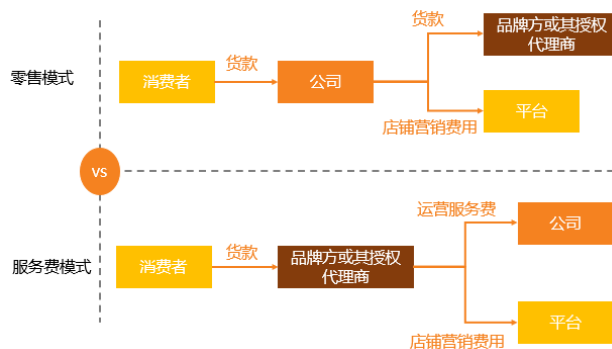 零售模式
消费者
货款
公司
货款
品牌方或其授权
代理商
店铺营销费用
平台
vs
服务费模式
消费者
货款
品牌方或其授权
代理商
运营服务费
公司
店铺营销费用
平台